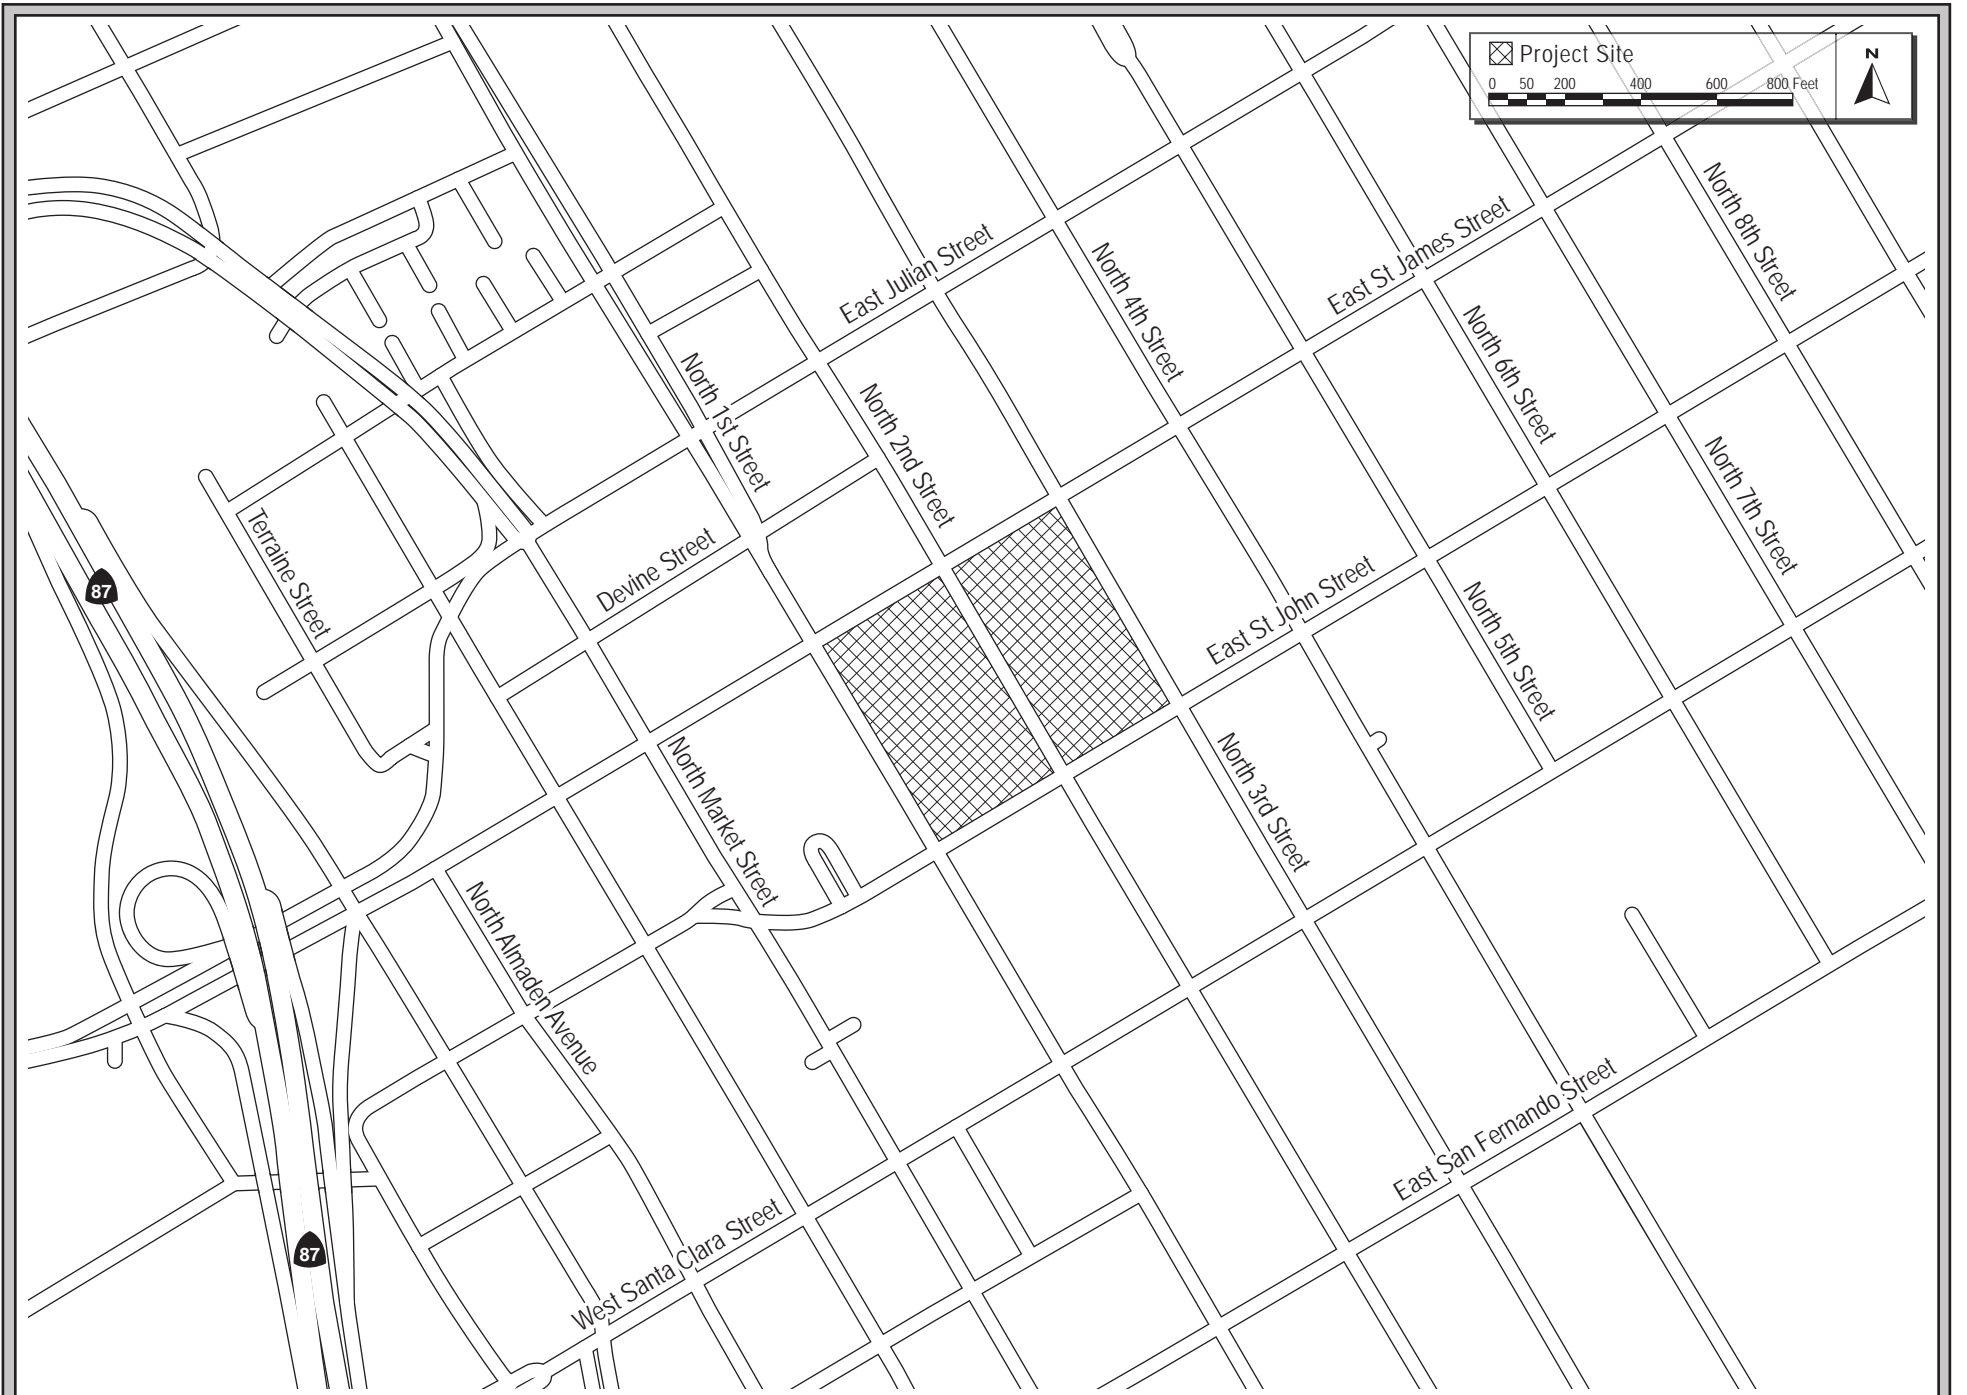 Project Site
0 50 200 400 600 800 Feet
N
North 8th Street
East St James Street
East Julian Street
North 4th Street
North 6th Street
North 1st Street
North 2nd Street
North 7th Street
Terraine Street
Devine Street
East St John Street
87
North 5th Street
North Market Street
North 3rd Street
North Almaden Avenue
East San Fernando Street
West Santa Clara Street
87